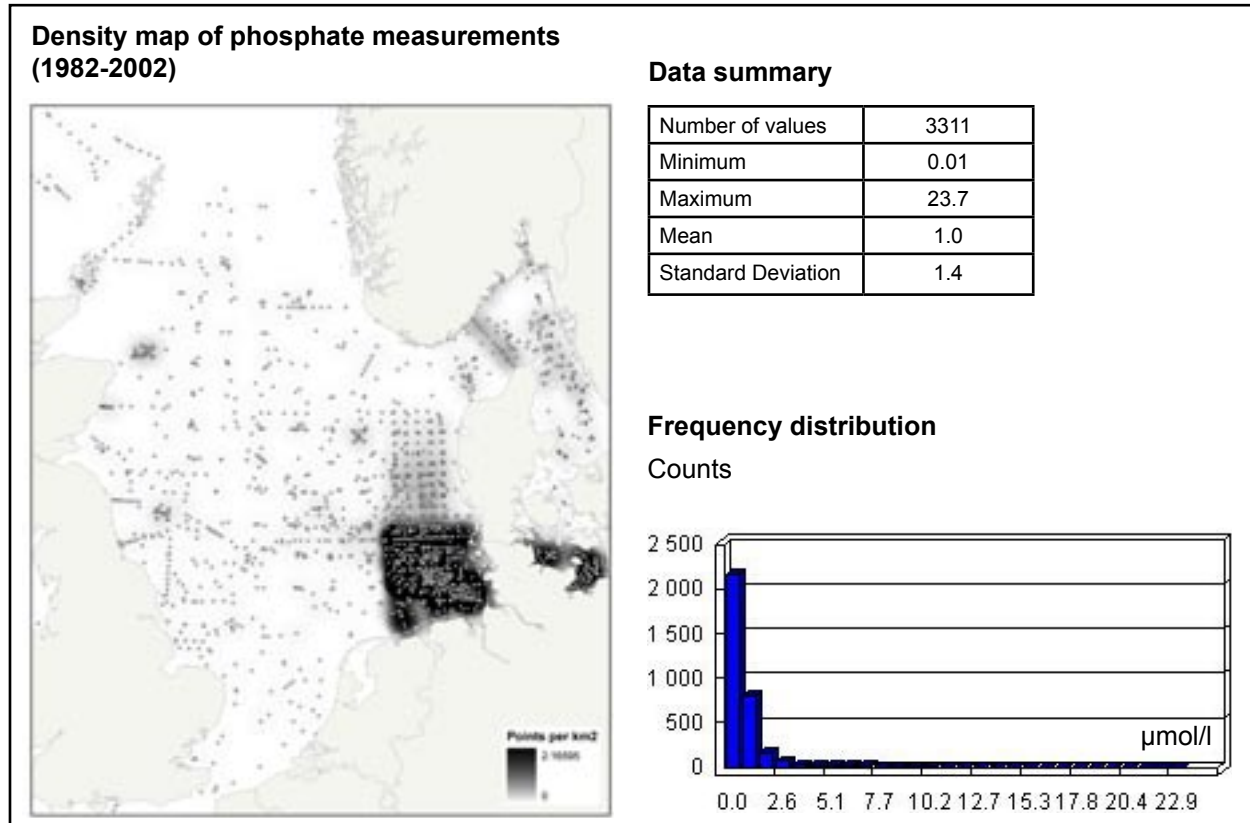 Density map of phosphate measurements
(1982-2002)
Points per km2
0
Data summary
Number of values 3311
Minimum 0.01
Maximum 23.7
Mean 1.0
Standard Deviation 1.4
Frequency distribution
Counts
2 500
2 000
1 500
1 000
500
0
µmol/l
0.0 2.6 5.1 7.7 10.2 12.7 15.3 17.8 20.4 22.9